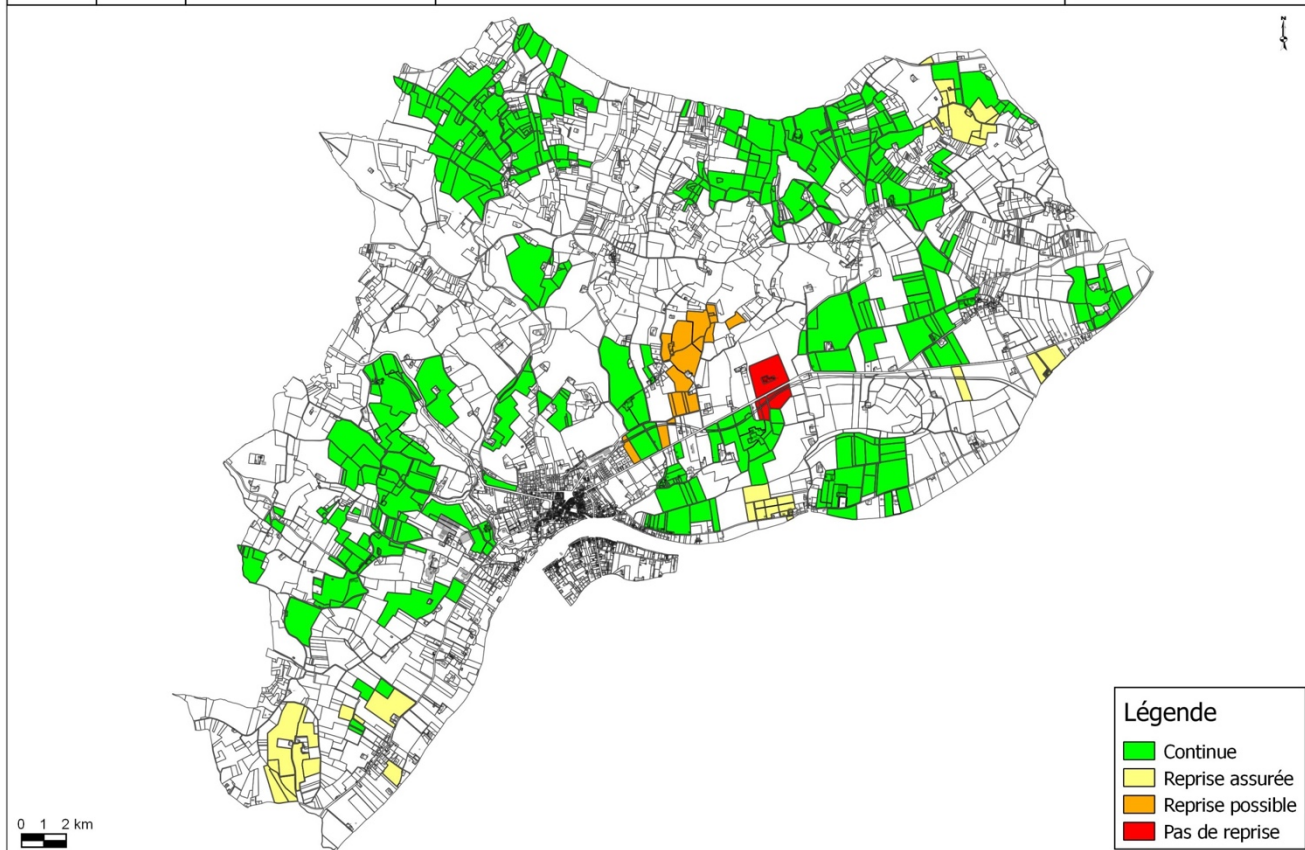 N
Légende
Continue
Reprise assurée
Reprise possible
Pas de reprise
0 1 2 km